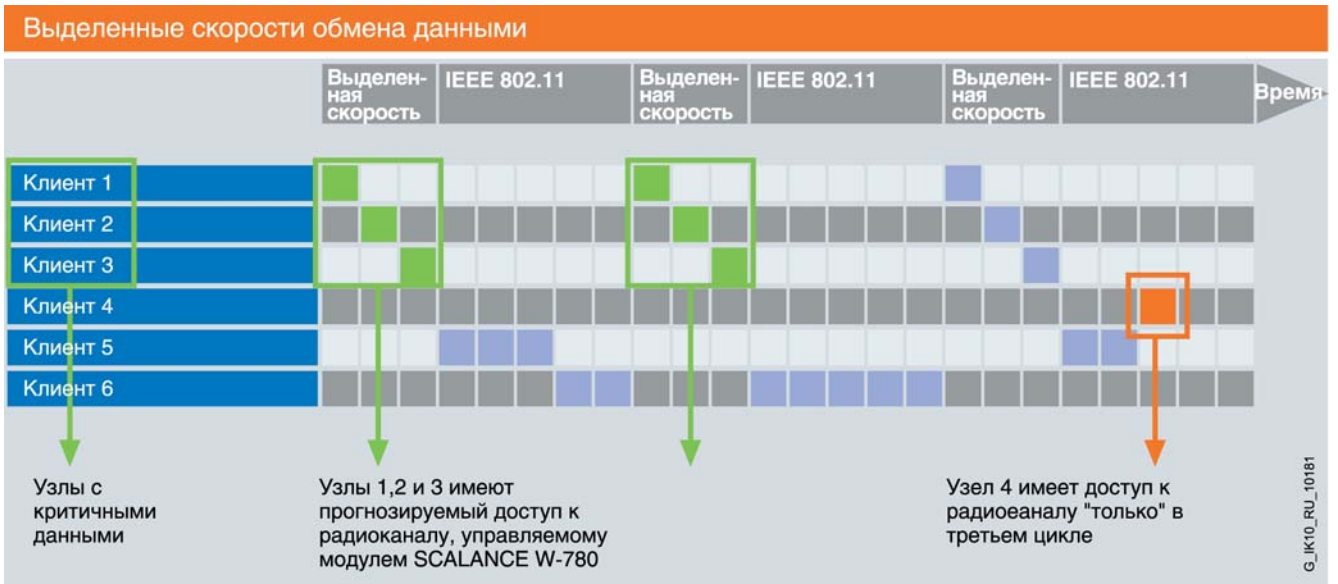 Выделенные скорости обмена данными
Выделен-
ная
скорость
IEEE 802.11
Выделен-
ная
скорость
IEEE 802.11
Выделен-
ная
скорость
IEEE 802.11
Время
Клиент 1
Клиент 2
Клиент 3
Клиент 4
Клиент 5
Клиент 6
Узлы с
критичными
данными
Узлы 1,2 и 3 имеют
прогнозируемый доступ к
радиоканалу, управляемому
модулем SCALANCE W-780
Узел 4 имеет доступ к
радиоеаналу "только" в
третьем цикле
G_IK10_RU_10181